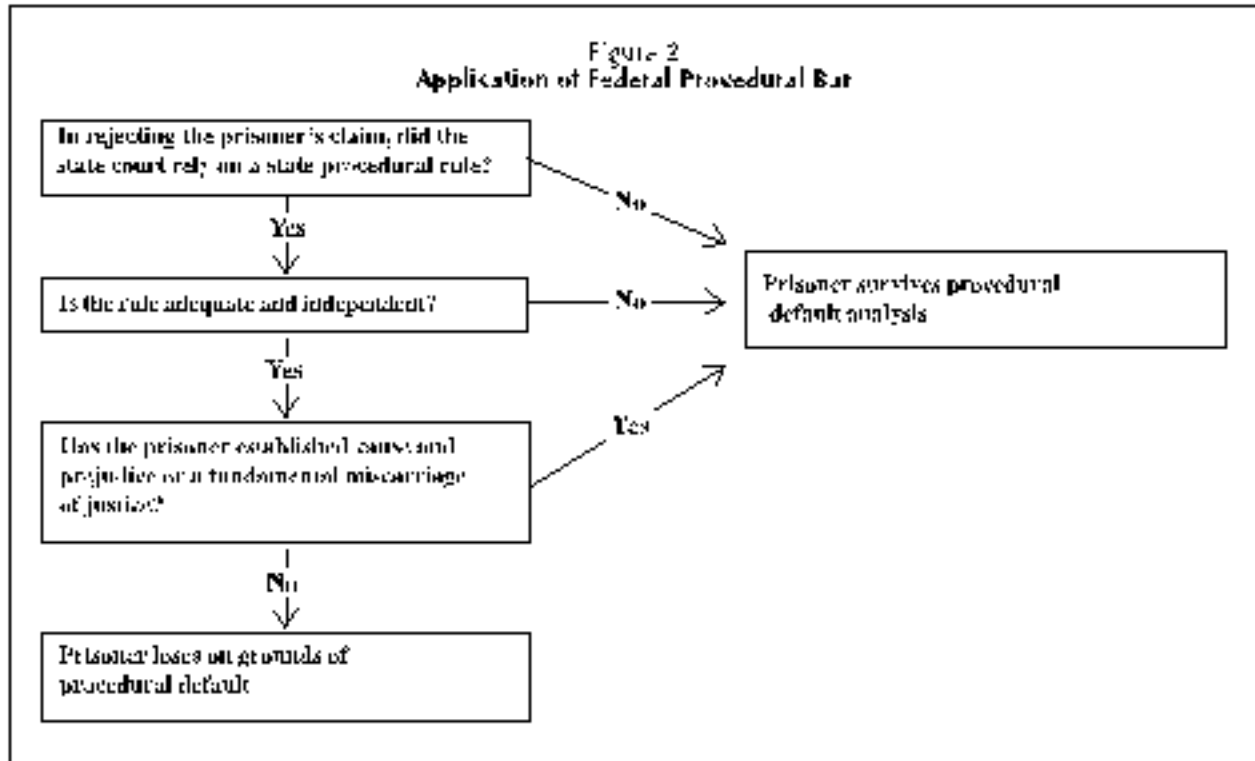 Figure 2
Application of Federal Procedural Bar
In rejecting the prisoner's claim, did the
state court rely on a state procedural rule?
No
Yes
Is the rule adequate and independent?
No
Prisoner survives procedural
default analysis
Yes
Has the prisoner established cause and
prejudice or a fundamental miscarriage
of justice?
Yes
No
Prisoner loses on grounds of
procedural default